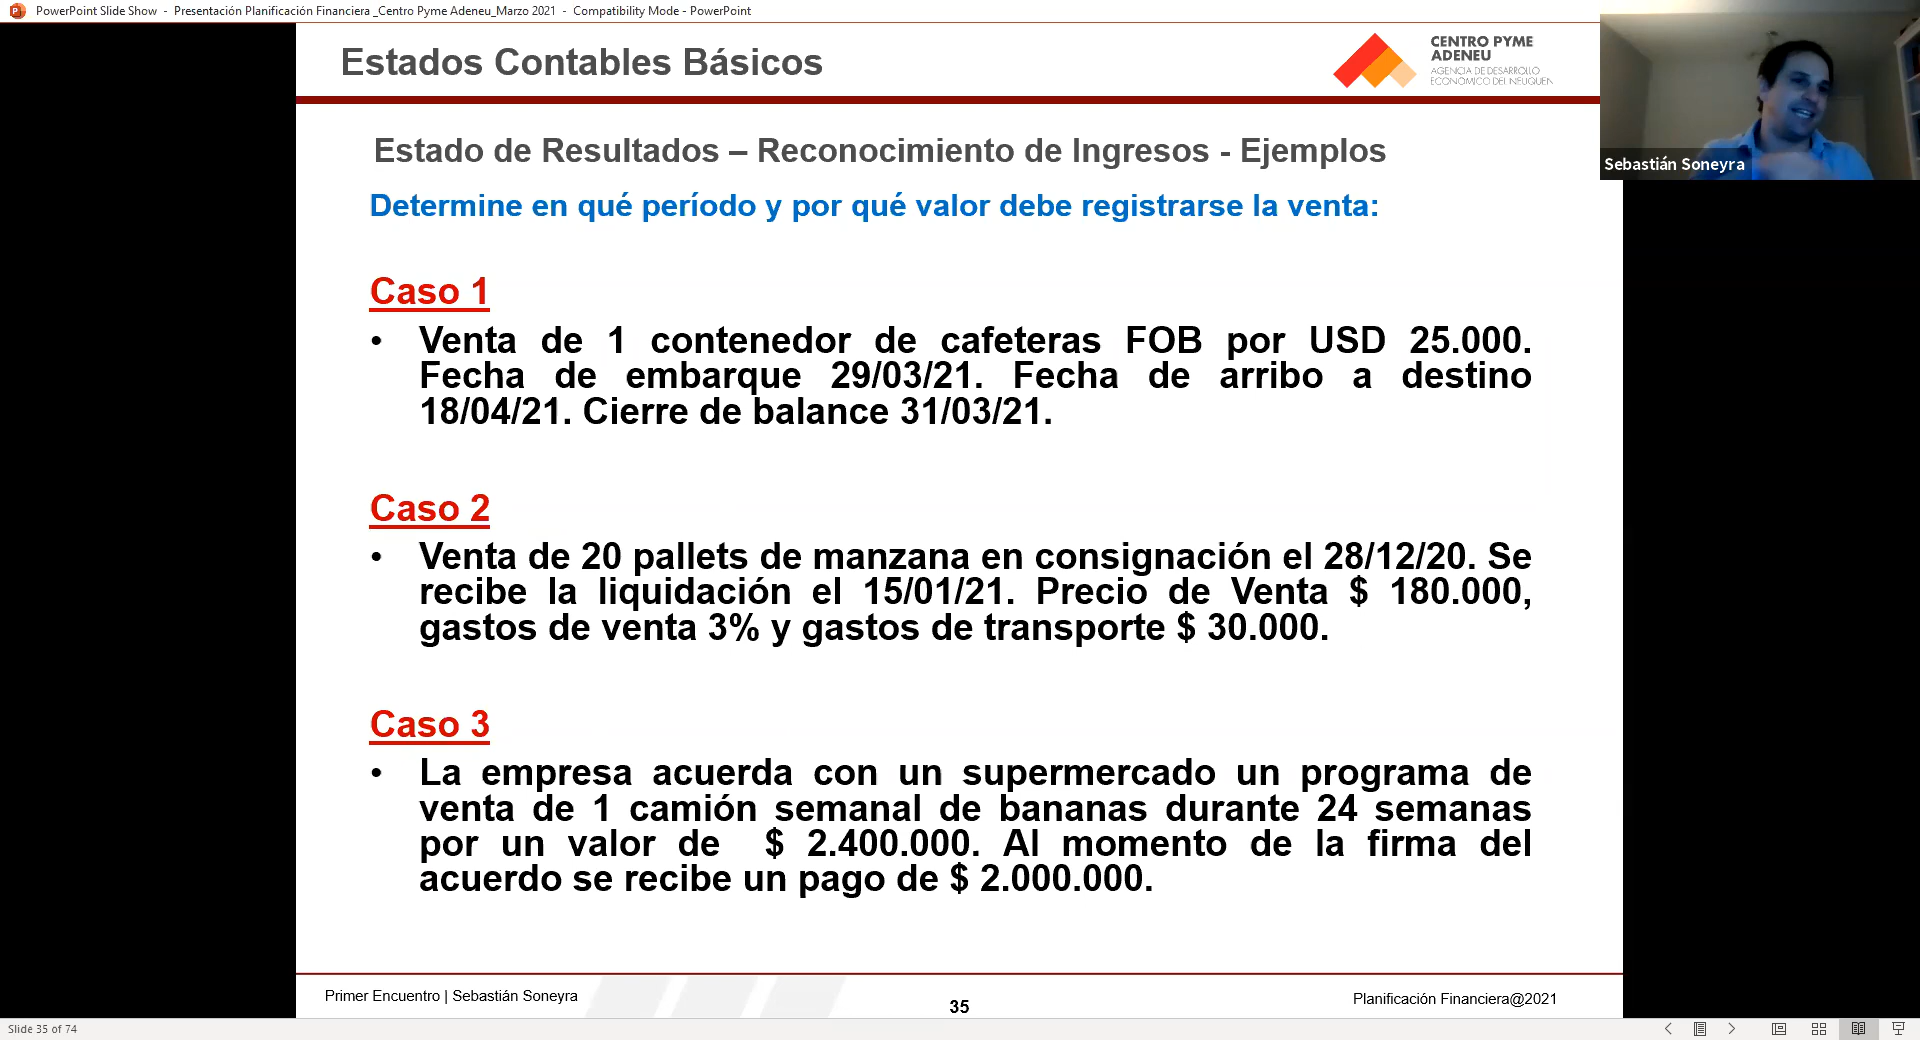 PowerPoint Slide Show - Presentación Planificación Financiera _Centro Pyme Adeneu_Marzo 2021 - Compatibility Mode - PowerPoint
Estados Contables Básicos
CENTRO PYME
ADENEU
AGENCIA DE DESARROLLO
ECONOMICO DEL NEUQUEN
Sebastián Soneyra
Estado de Resultados – Reconocimiento de Ingresos - Ejemplos
Determine en qué período y por qué valor debe registrarse la venta:
Caso 1
• Venta de 1 contenedor de cafeteras FOB por USD 25.000.
Fecha de embarque 29/03/21. Fecha de arribo a destino
18/04/21. Cierre de balance 31/03/21.
Caso 2
• Venta de 20 pallets de manzana en consignación el 28/12/20. Se
recibe la liquidación el 15/01/21. Precio de Venta $ 180.000,
gastos de venta 3% y gastos de transporte $ 30.000.
Caso 3
• La empresa acuerda con un supermercado un programa de
venta de 1 camión semanal de bananas durante 24 semanas
por un valor de $ 2.400.000. Al momento de la firma del
acuerdo se recibe un pago de $ 2.000.000.
Primer Encuentro | Sebastián Soneyra
35
Planificación Financiera@2021
Slide 35 of 74